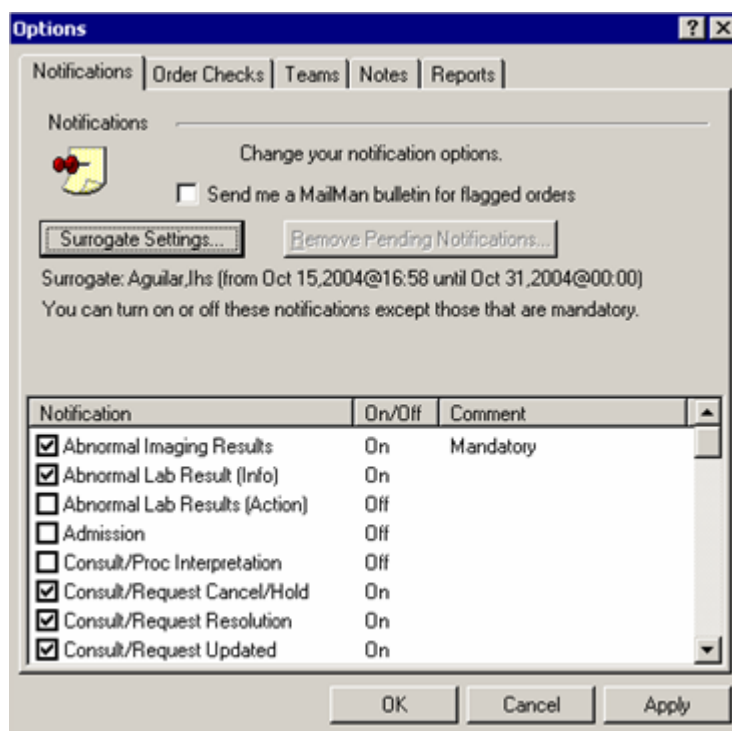 Options
Notifications Order Checks Teams Notes Reports
Notifications
Change your notification options.
Send me a MailMan bulletin for flagged orders
Surrogate Settings... Remove Pending Notifications...
Surrogate: Aguilar,Ihs (from Oct 15,2004@16:58 until Oct 31,2004@00:00)
You can turn on or off these notifications except those that are mandatory.
Notification On/Off Comment
Abnormal Imaging Results On Mandatory
Abnormal Lab Result (Info) On
Abnormal Lab Results (Action) Off
Admission Off
Consult/Proc Interpretation Off
Consult/Request Cancel/Hold On
Consult/Request Resolution On
Consult/Request Updated On
OK Cancel Apply